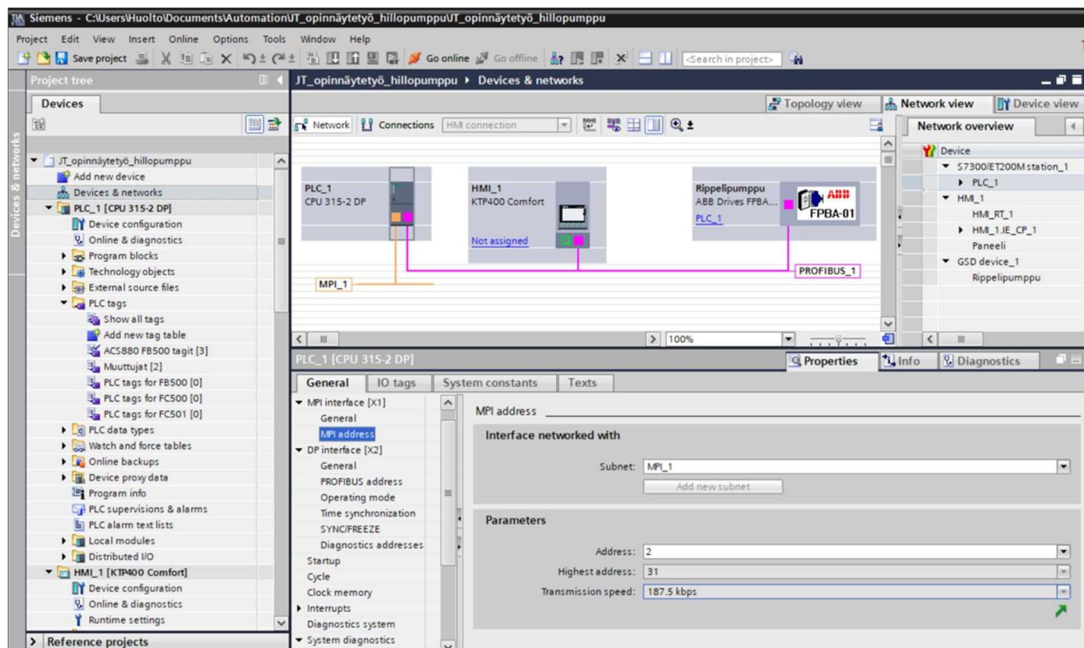 Siemens - C:\Users\Huolto\Documents\Automation\JT_opinnäytetyö_hillopumppu\JT_opinnäytetyö_hillopumppu
Project Edit View Insert Online Options Tools Window Help
Save project Go online Go offline <Search in project>
Project tree
JT_opinnäytetyö_hillopumppu ▸ Devices & networks
Devices
Topology view Network view Device view
Network Connections HMI connection
Network overview
Devices & networks
JT_opinnäytetyö_hillopumppu
Add new device
Devices & networks
PLC_1 [CPU 315-2 DP]
Device configuration
Online & diagnostics
Program blocks
Technology objects
External source files
PLC tags
Show all tags
Add new tag table
ACS880 FB500 tagit [3]
Muuttujat [2]
PLC tags for FB500 [0]
PLC tags for FC500 [0]
PLC tags for FC501 [0]
PLC data types
Watch and force tables
Online backups
Device proxy data
Program info
PLC supervisions & alarms
PLC alarm text lists
Local modules
Distributed I/O
HMI_1 [KTP400 Comfort]
Device configuration
Online & diagnostics
Runtime settings
Reference projects
PLC_1
CPU 315-2 DP
HMI_1
KTP400 Comfort
Not assigned
Rippelipumppu
ABB Drives FPBA...
PLC_1
ABB
FPBA-01
MPI_1
PROFIBUS_1
100%
Device
S7300/ET200M station_1
PLC_1
HMI_1
HMI_RT_1
HMI_1.IE_CP_1
Paneeli
GSD device_1
Rippelipumppu
PLC_1 [CPU 315-2 DP]
Properties Info Diagnostics
General IO tags System constants Texts
MPI interface [X1]
General
MPI address
DP interface [X2]
General
PROFIBUS address
Operating mode
Time synchronization
SYNC/FREEZE
Diagnostics addresses
Startup
Cycle
Clock memory
Interrupts
Diagnostics system
System diagnostics
MPI address
Interface networked with
Subnet: MPI_1
Add new subnet
Parameters
Address: 2
Highest address: 31
Transmission speed: 187.5 kbps